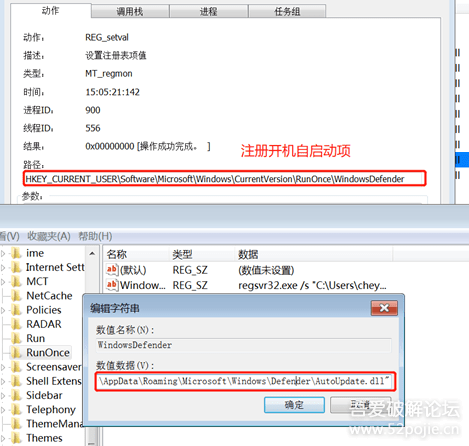 动作 调用栈 进程 任务组
动作: REG_setval
描述: 设置注册表项值
类型: MT_regmon
时间: 15:05:21:142
进程ID: 900
线程ID: 556
结果: 0x00000000 [操作成功完成。 ]
注册开机自启动项
路径:
HKEY_CURRENT_USER\Software\Microsoft\Windows\CurrentVersion\RunOnce\WindowsDefender
参数:
看(V) 收藏夹(A) 帮助(H)
ime
Internet Sett
MCT
NetCache
Policies
RADAR
Run
RunOnce
Screensaver
Shell Extens
Sidebar
Telephony
ThemeMana
Themes
名称 类型 数据
(默认) REG_SZ (数值未设置)
Window... REG_SZ regsvr32.exe /s "C:\Users\chey...
编辑字符串
数值名称(N):
WindowsDefender
数值数据(V):
\AppData\Roaming\Microsoft\Windows\Defender\AutoUpdate.dll"
确定 取消
吾爱破解论坛
www.52pojie.cn